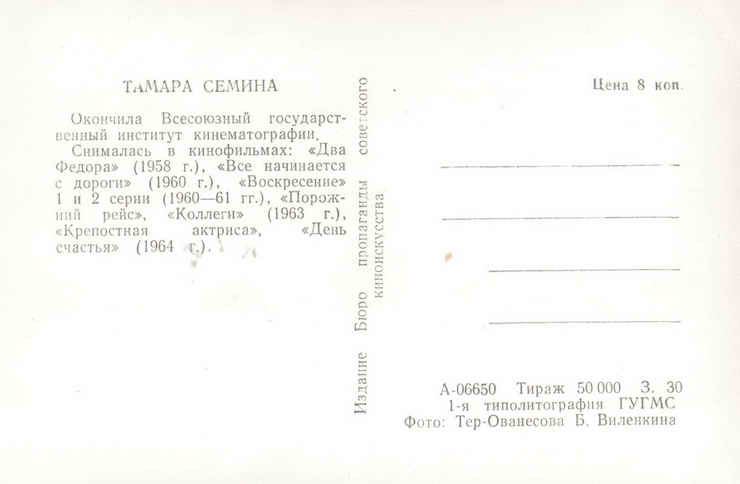 ТАМАРА СЕМИНА
Окончила Всесоюзный государст-
венный институт кинематографии.
Снималась в кинофильмах: «Два
Федора» (1958 г.), «Все начинается
с дороги» (1960 г.), «Воскресение»
1 и 2 серии (1960—61 гг.), «Порож-
ний рейс», «Коллеги» (1963 г.),
«Крепостная актриса», «День
счастья» (1964 г.).
Издание Бюро пропаганды советского
киноискусства
Цена 8 коп.
А-06650 Тираж 50 000 З. 30
1-я типолитография ГУГМС
Фото: Тер-Ованесова Б. Виленкина